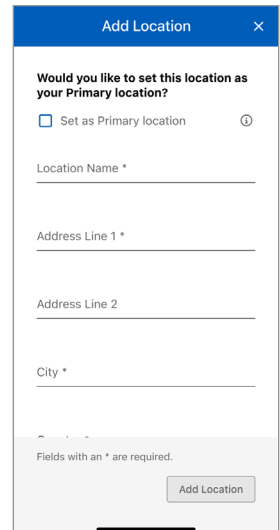 Add Location
Would you like to set this location as
your Primary location?
Set as Primary location
Location Name *
Address Line 1 *
Address Line 2
City *
Fields with an * are required.
Add Location